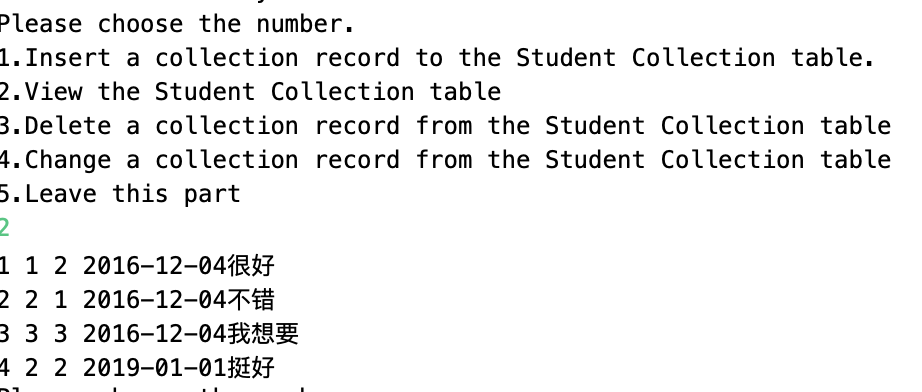 Please choose the number.
1.Insert a collection record to the Student Collection table.
2.View the Student Collection table
3.Delete a collection record from the Student Collection table
4.Change a collection record from the Student Collection table
5.Leave this part
2
1 1 2 2016-12-04很好
2 2 1 2016-12-04不错
3 3 3 2016-12-04我想要
4 2 2 2019-01-01挺好